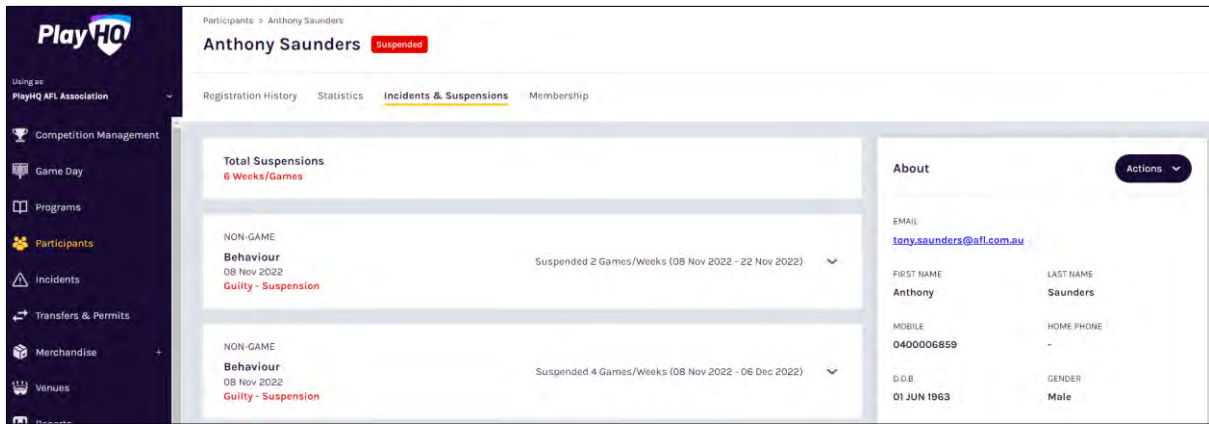 PlayHQ
Using as
PlayHQ AFL Association
Competition Management
Game Day
Programs
Participants
Incidents
Transfers & Permits
Merchandise +
Venues
Reports
Participants > Anthony Saunders
Anthony Saunders Suspended
Registration History Statistics Incidents & Suspensions Membership
Total Suspensions
6 Weeks/Games
NON-GAME
Behaviour
08 Nov 2022
Guilty - Suspension
Suspended 2 Games/Weeks (08 Nov 2022 - 22 Nov 2022)
NON-GAME
Behaviour
08 Nov 2022
Guilty - Suspension
Suspended 4 Games/Weeks (08 Nov 2022 - 06 Dec 2022)
About Actions
EMAIL
tony.saunders@afl.com.au
FIRST NAME LAST NAME
Anthony Saunders
MOBILE HOME PHONE
0400006859 -
D.O.B. GENDER
01 JUN 1963 Male